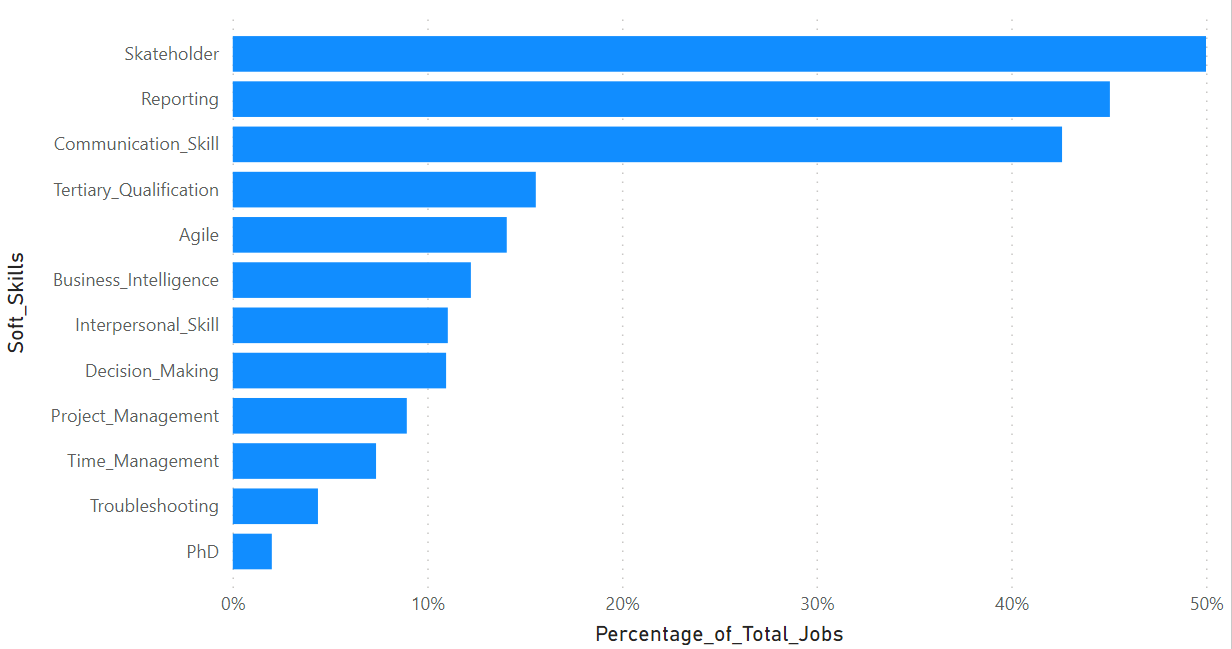 Soft_Skills
Skateholder
Reporting
Communication_Skill
Tertiary_Qualification
Agile
Business_Intelligence
Interpersonal_Skill
Decision_Making
Project_Management
Time_Management
Troubleshooting
PhD
0% 10% 20% 30% 40% 50%
Percentage_of_Total_Jobs